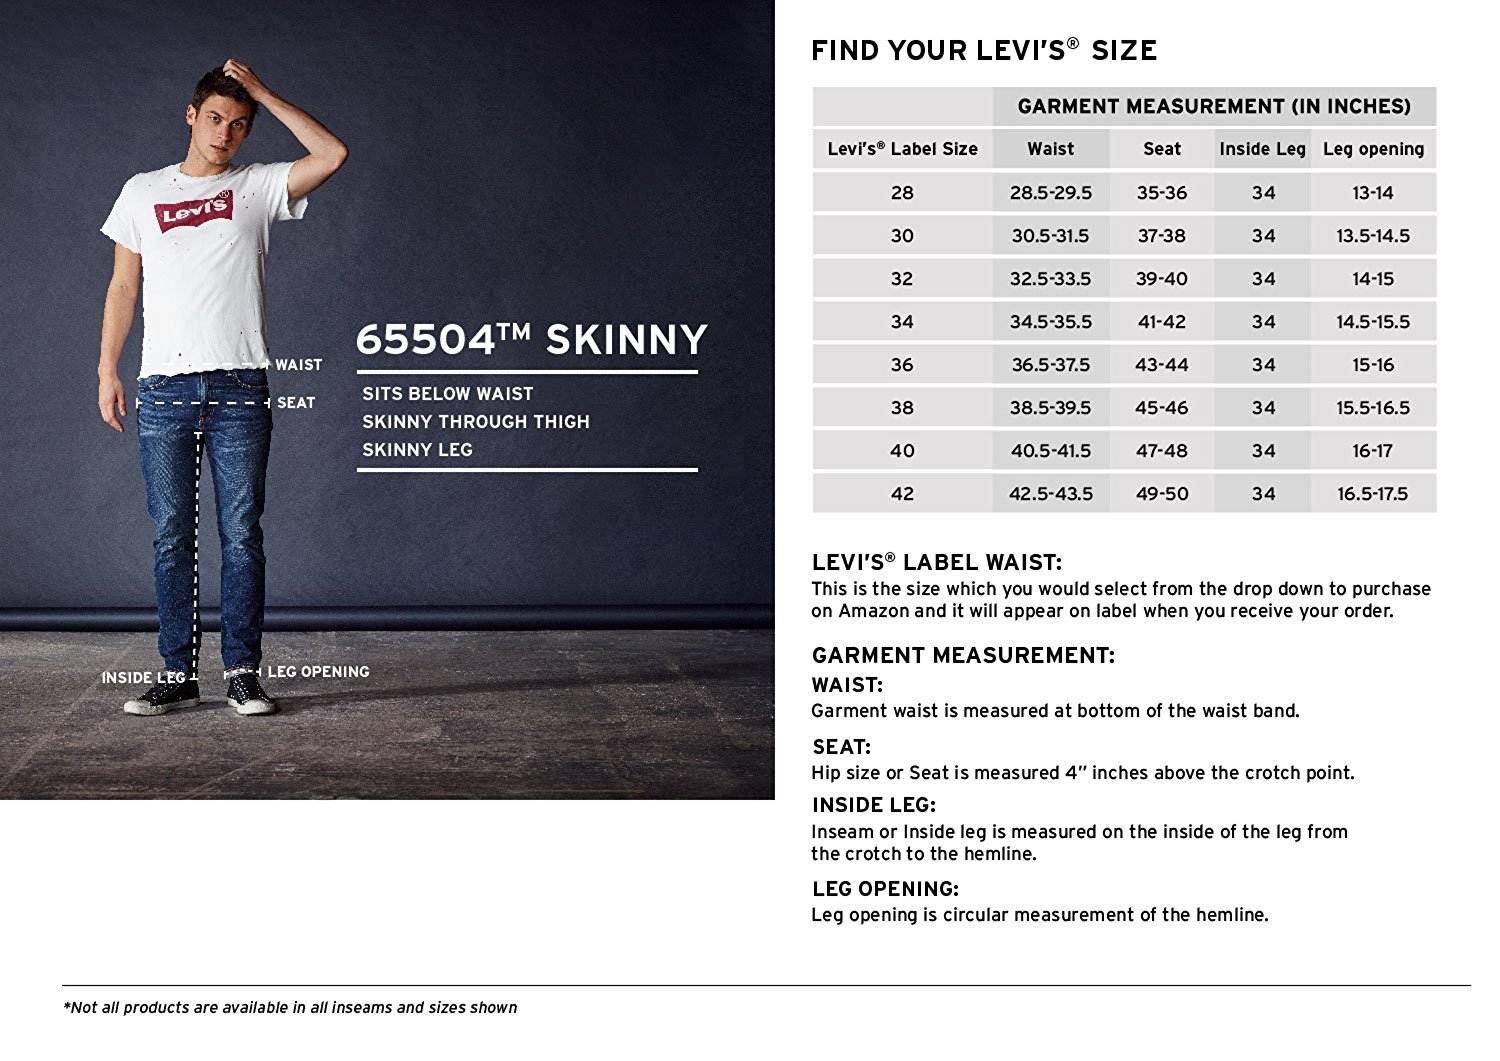 Levi's®
WAIST
SEAT
65504™ SKINNY
SITS BELOW WAIST
SKINNY THROUGH THIGH
SKINNY LEG
INSIDE LEG
LEG OPENING
FIND YOUR LEVI'S® SIZE
GARMENT MEASUREMENT (IN INCHES)
Levi's® Label Size Waist Seat Inside Leg Leg opening
28 28.5-29.5 35-36 34 13-14
30 30.5-31.5 37-38 34 13.5-14.5
32 32.5-33.5 39-40 34 14-15
34 34.5-35.5 41-42 34 14.5-15.5
36 36.5-37.5 43-44 34 15-16
38 38.5-39.5 45-46 34 15.5-16.5
40 40.5-41.5 47-48 34 16-17
42 42.5-43.5 49-50 34 16.5-17.5
LEVI'S® LABEL WAIST:
This is the size which you would select from the drop down to purchase
on Amazon and it will appear on label when you receive your order.
GARMENT MEASUREMENT:
WAIST:
Garment waist is measured at bottom of the waist band.
SEAT:
Hip size or Seat is measured 4″ inches above the crotch point.
INSIDE LEG:
Inseam or Inside leg is measured on the inside of the leg from
the crotch to the hemline.
LEG OPENING:
Leg opening is circular measurement of the hemline.
*Not all products are available in all inseams and sizes shown